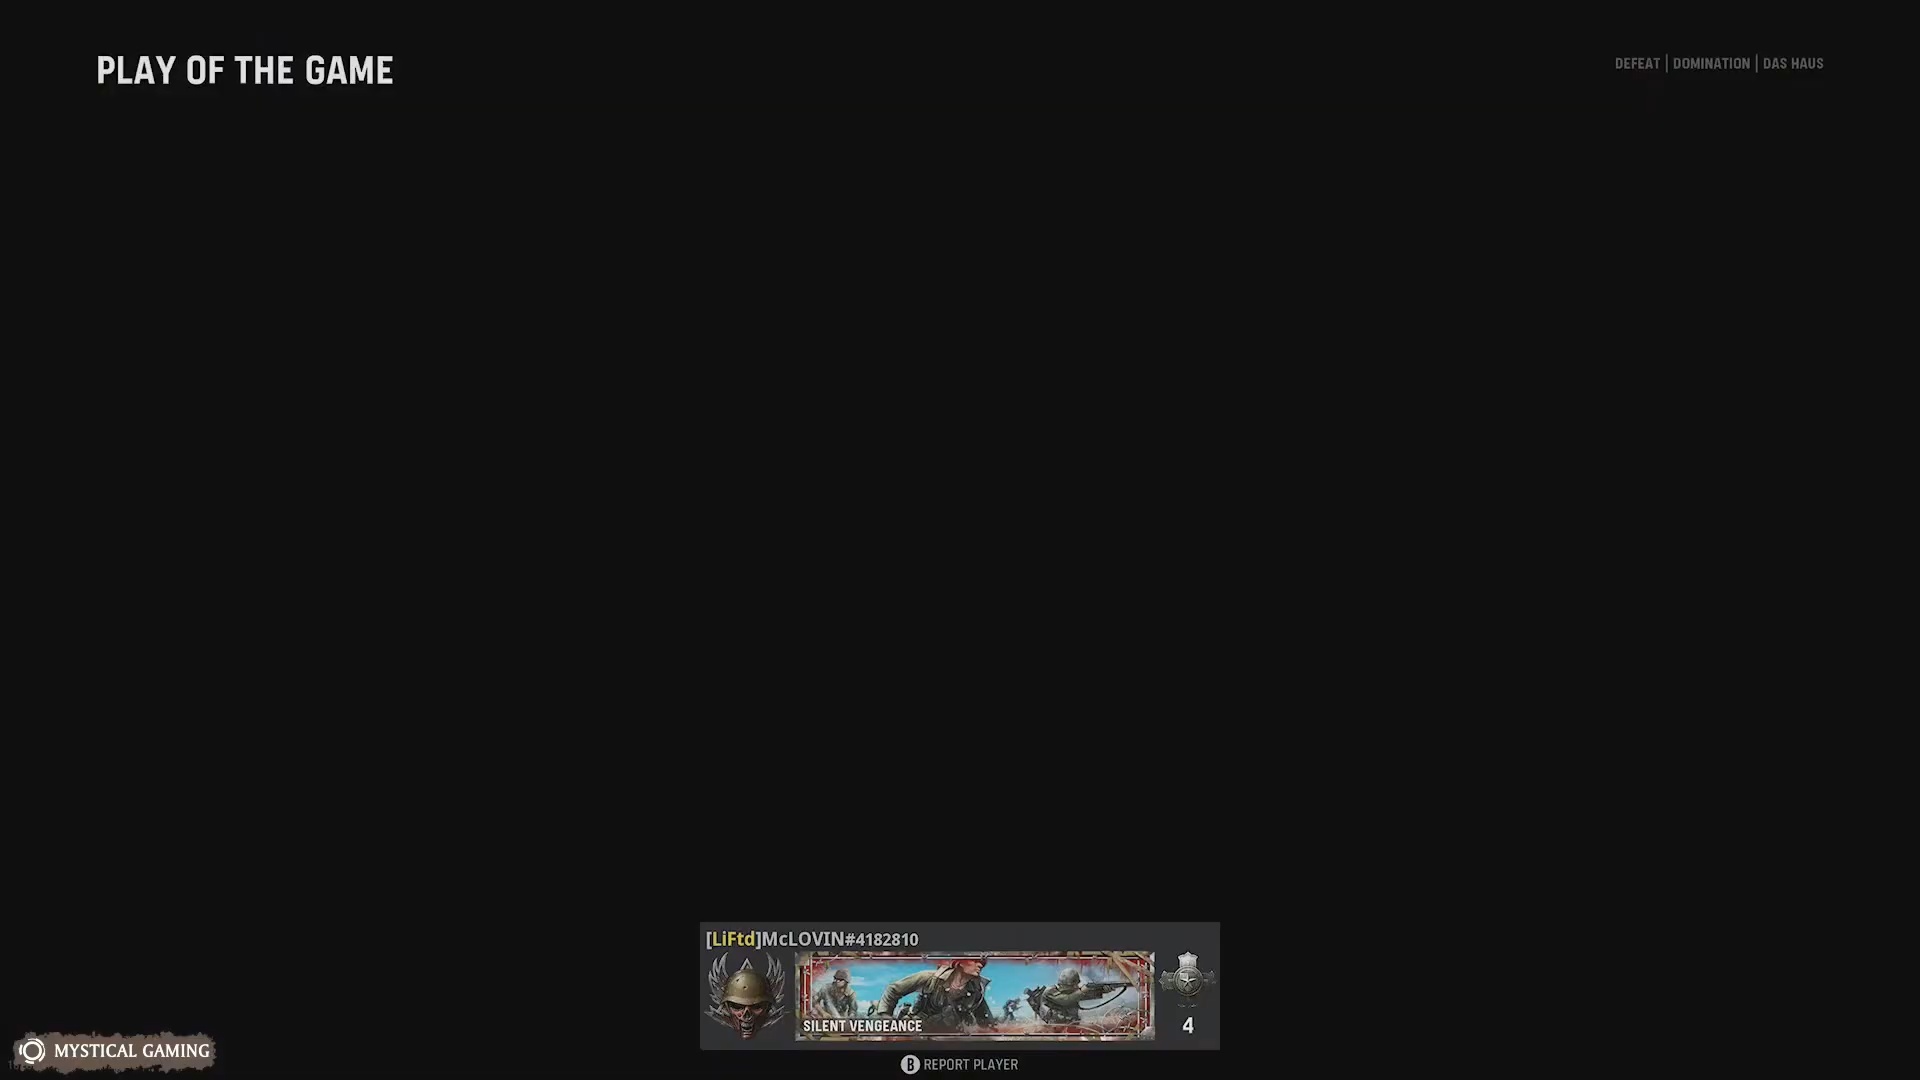 PLAY OF THE GAME
DEFEAT | DOMINATION | DAS HAUS
[LiFtd]McLOVIN#4182810
SILENT VENGEANCE
4
MYSTICAL GAMING
B REPORT PLAYER